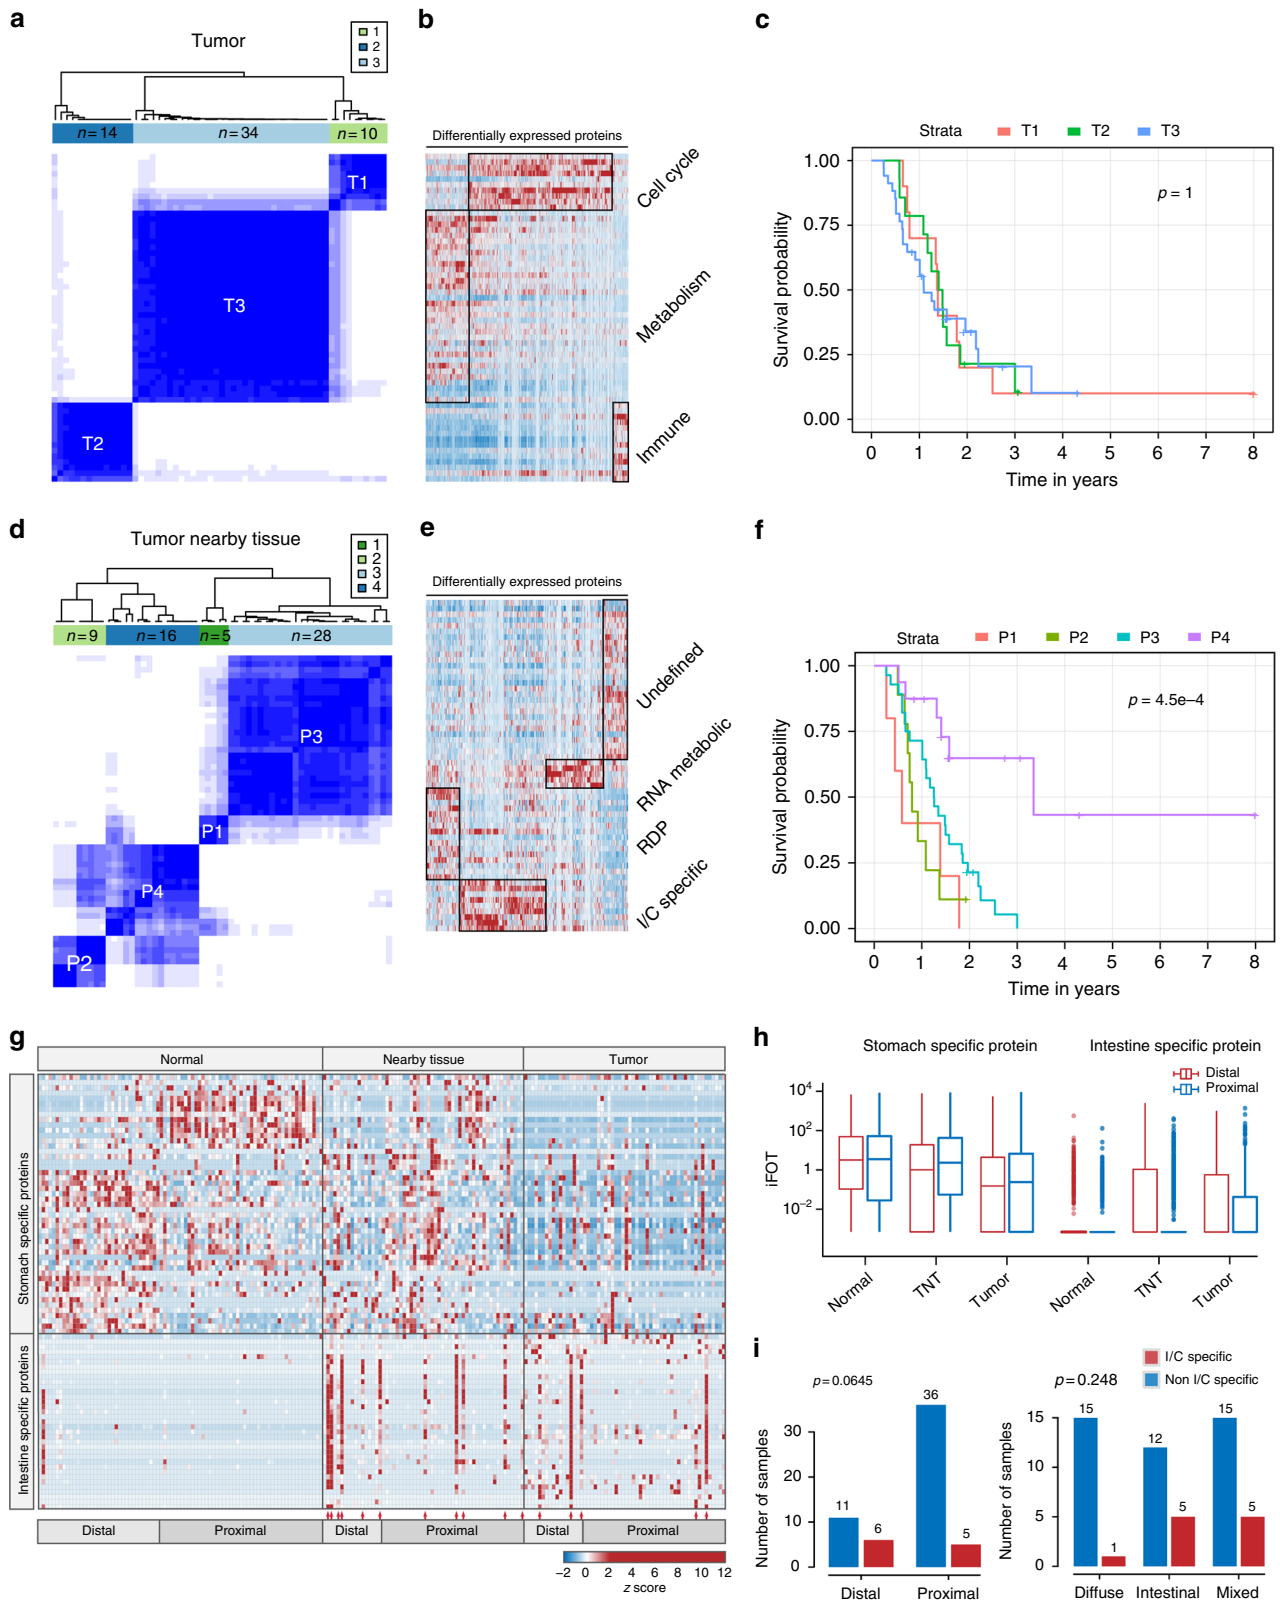 a
Tumor
1
2
3
n=14
n=34
n=10
T1
T3
T2
b
Differentially expressed proteins
Cell cycle
Metabolism
Immune
c
Strata T1 T2 T3
p = 1
Survival probability
1.00
0.75
0.50
0.25
0.00
0 1 2 3 4 5 6 7 8
Time in years
d
Tumor nearby tissue
1
2
3
4
n=9
n=16
n=5
n=28
P3
P1
P4
P2
e
Differentially expressed proteins
Undefined
RNA metabolic
RDP
I/C specific
f
Strata P1 P2 P3 P4
p = 4.5e–4
Survival probability
1.00
0.75
0.50
0.25
0.00
0 1 2 3 4 5 6 7 8
Time in years
g
Normal
Nearby tissue
Tumor
Stomach specific proteins
Intestine specific proteins
Distal
Proximal
Distal
Proximal
Distal
Proximal
−2 0 2 4 6 8 10 12
z score
h
Stomach specific protein
Intestine specific protein
Distal
Proximal
iFOT
10⁴
10²
1
10⁻²
Normal
TNT
Tumor
Normal
TNT
Tumor
i
I/C specific
Non I/C specific
p=0.0645
Number of samples
30
20
10
0
11
6
36
5
Distal
Proximal
p=0.248
Number of samples
15
10
5
0
15
1
12
5
15
5
Diffuse
Intestinal
Mixed